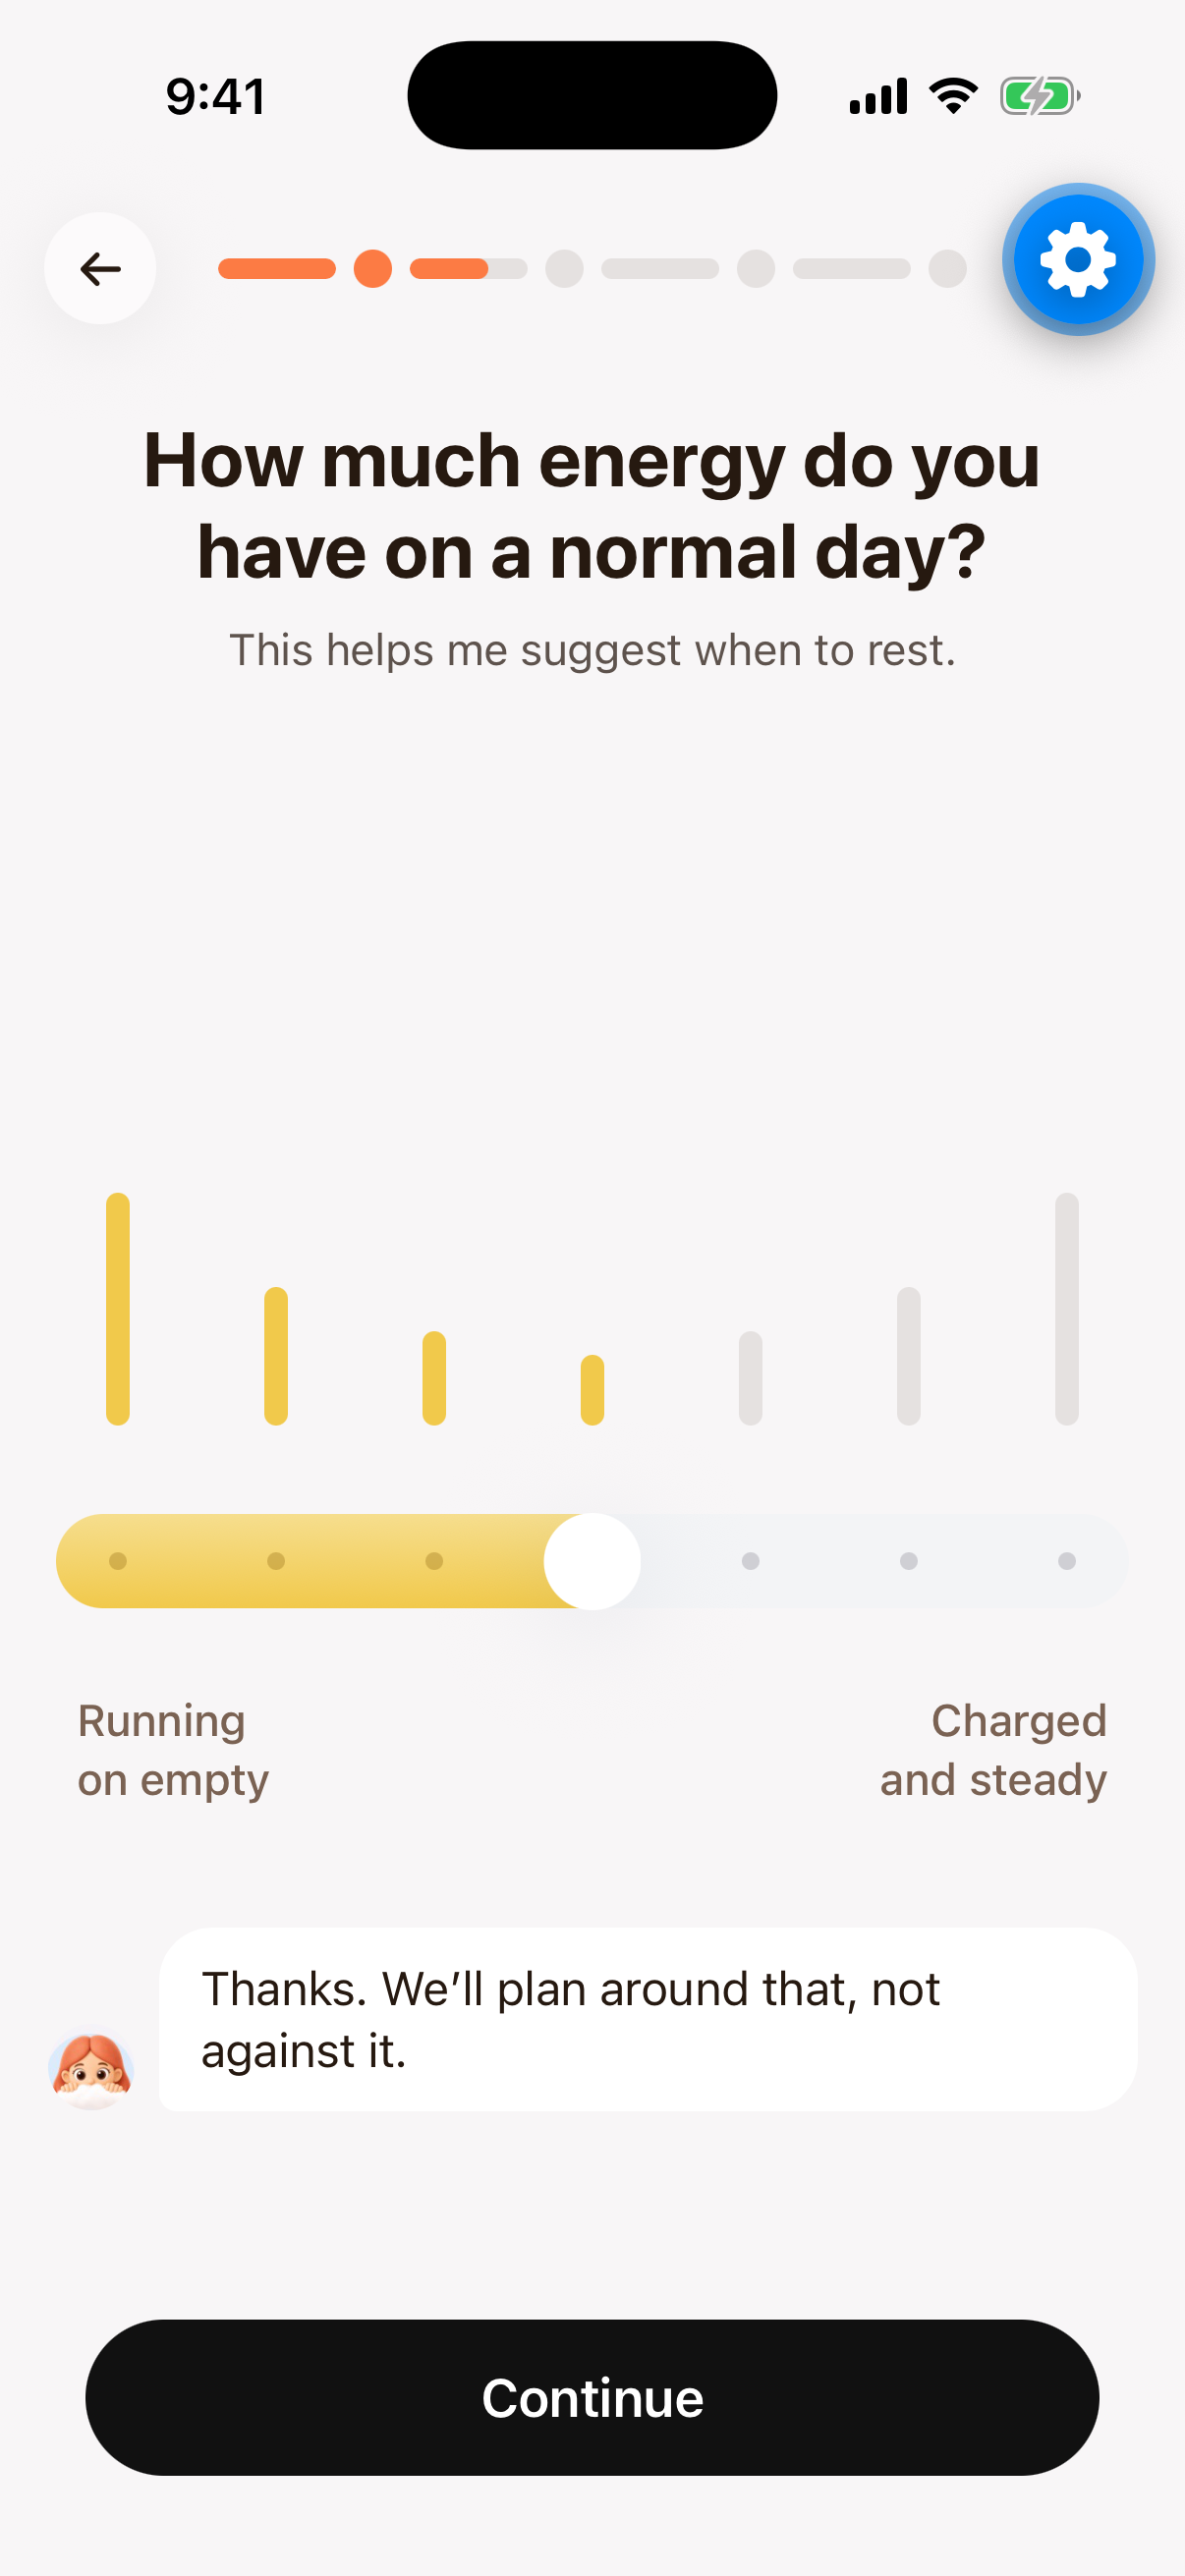 9:41
How much energy do you
have on a normal day?
This helps me suggest when to rest.
Running
on empty
Charged
and steady
Thanks. We’ll plan around that, not
against it.
Continue